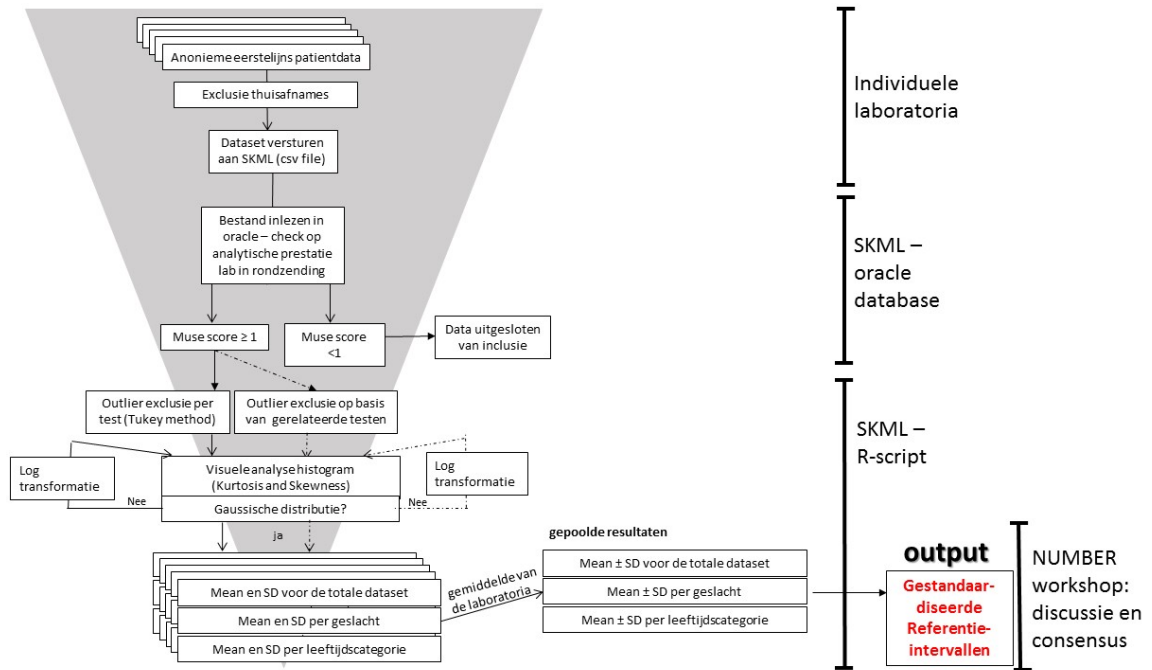 Anonieme eerstelijns patientdata
Exclusie thuisafnames
Dataset versturen
aan SKML (csv file)
Bestand inlezen in
oracle – check op
analytische prestatie
lab in rondzending
Muse score ≥ 1
Muse score
<1
Data uitgesloten
van inclusie
Outlier exclusie per
test (Tukey method)
Outlier exclusie op basis
van gerelateerde testen
Log
transformatie
Visuele analyse histogram
(Kurtosis and Skewness)
Log
transformatie
Nee
Gaussische distributie?
Nee
ja
Mean en SD voor de totale dataset
Mean en SD per geslacht
Mean en SD per leeftijdscategorie
gemiddelde van
de laboratoria
gepoolde resultaten
Mean ± SD voor de totale dataset
Mean ± SD per geslacht
Mean ± SD per leeftijdscategorie
output
Gestandaar-
diseerde
Referentie-
intervallen
Individuele
laboratoria
SKML –
oracle
database
SKML –
R-script
NUMBER
workshop:
discussie en
consensus